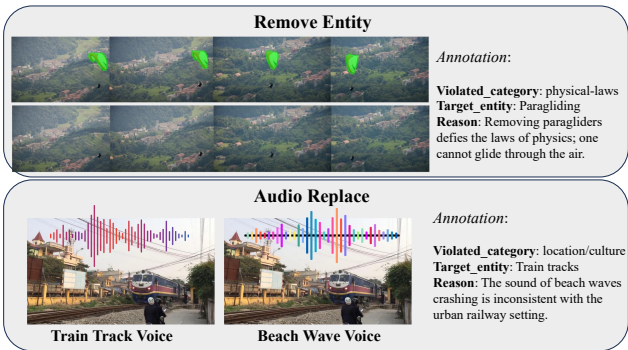 Remove Entity
Annotation:
Violated_category: physical-laws
Target_entity: Paragliding
Reason: Removing paragliders
defies the laws of physics; one
cannot glide through the air.
Audio Replace
Train Track Voice
Beach Wave Voice
Annotation:
Violated_category: location/culture
Target_entity: Train tracks
Reason: The sound of beach waves
crashing is inconsistent with the
urban railway setting.